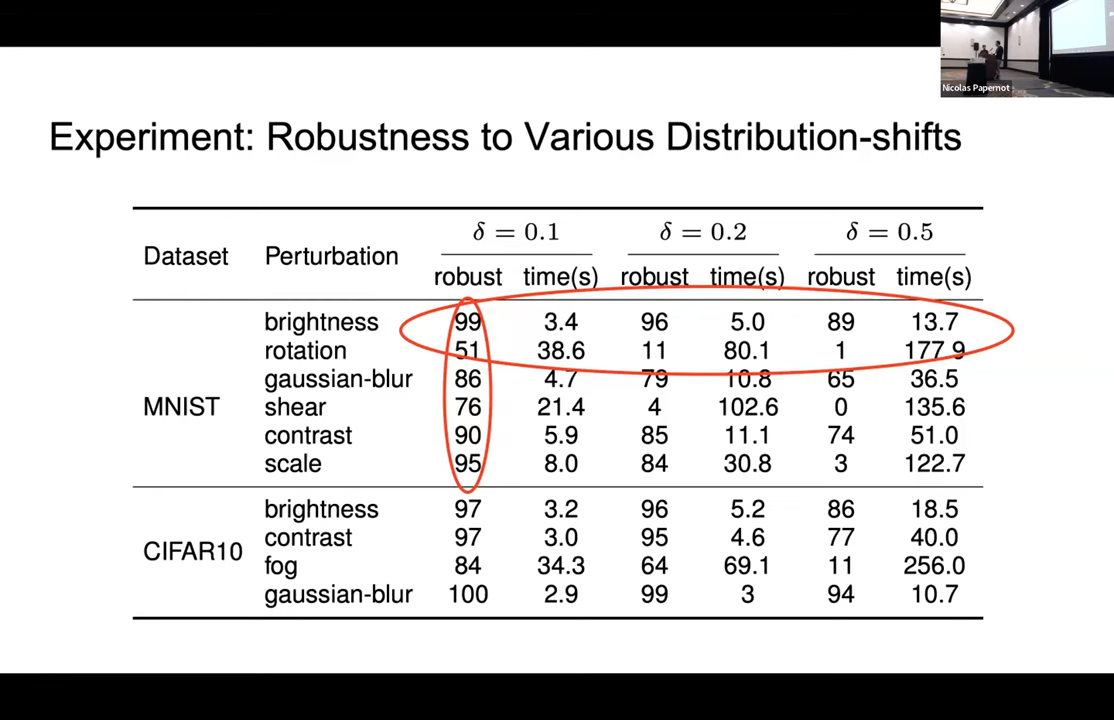 Nicolas Papernot
Experiment: Robustness to Various Distribution-shifts
Dataset Perturbation δ = 0.1 δ = 0.2 δ = 0.5
robust time(s) robust time(s) robust time(s)
MNIST
brightness 99 3.4 96 5.0 89 13.7
rotation 51 38.6 11 80.1 1 177.9
gaussian-blur 86 4.7 79 10.8 65 36.5
shear 76 21.4 4 102.6 0 135.6
contrast 90 5.9 85 11.1 74 51.0
scale 95 8.0 84 30.8 3 122.7
CIFAR10
brightness 97 3.2 96 5.2 86 18.5
contrast 97 3.0 95 4.6 77 40.0
fog 84 34.3 64 69.1 11 256.0
gaussian-blur 100 2.9 99 3 94 10.7